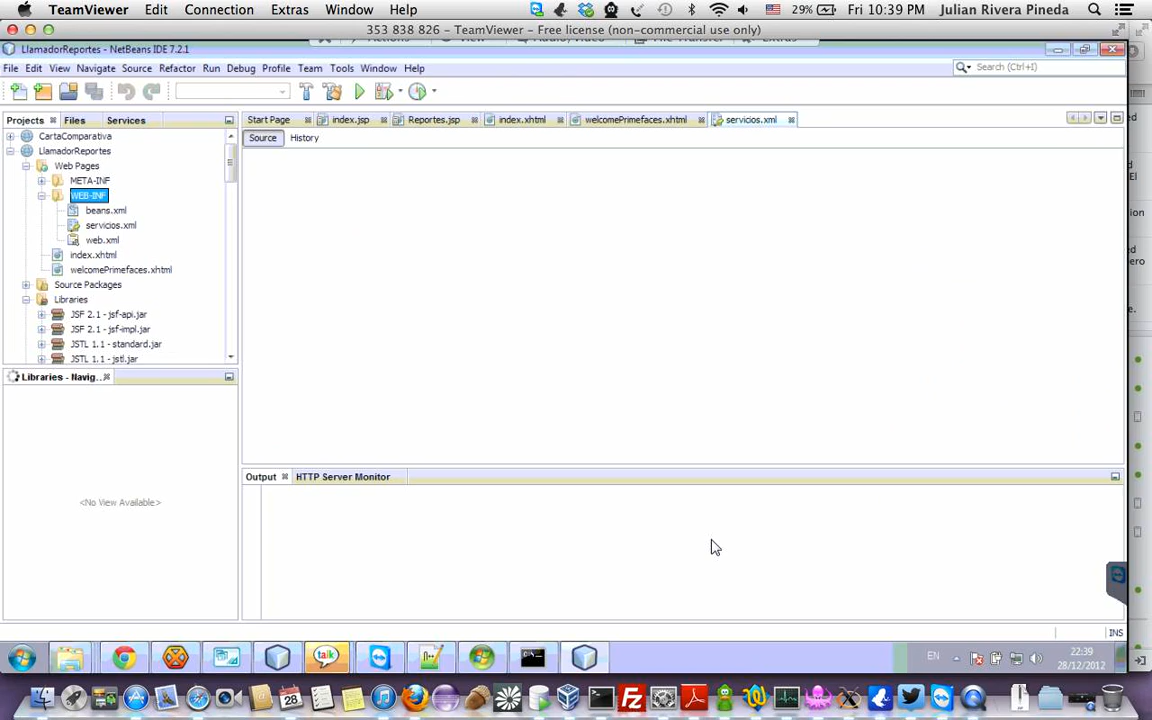 TeamViewer Edit Connection Extras Window Help 29% Fri 10:39 PM Julian Rivera Pineda
353 838 826 - TeamViewer - Free license (non-commercial use only)
LlamadorReportes - NetBeans IDE 7.2.1
File Edit View Navigate Source Refactor Run Debug Profile Team Tools Window Help Search (Ctrl+I)
Projects Files Services Start Page index.jsp Reportes.jsp index.xhtml welcomePrimefaces.xhtml servicios.xml
CartaComparativa
Source History
LlamadorReportes
Web Pages
META-INF
WEB-INF
beans.xml
servicios.xml
web.xml
index.xhtml
welcomePrimefaces.xhtml
Source Packages
Libraries
JSF 2.1 - jsf-api.jar
JSF 2.1 - jsf-impl.jar
JSTL 1.1 - standard.jar
JSTL 1.1 - jstl.jar
Libraries - Navig...
<No View Available>
Output HTTP Server Monitor
INS
talk
EN
22:39
28/12/2012